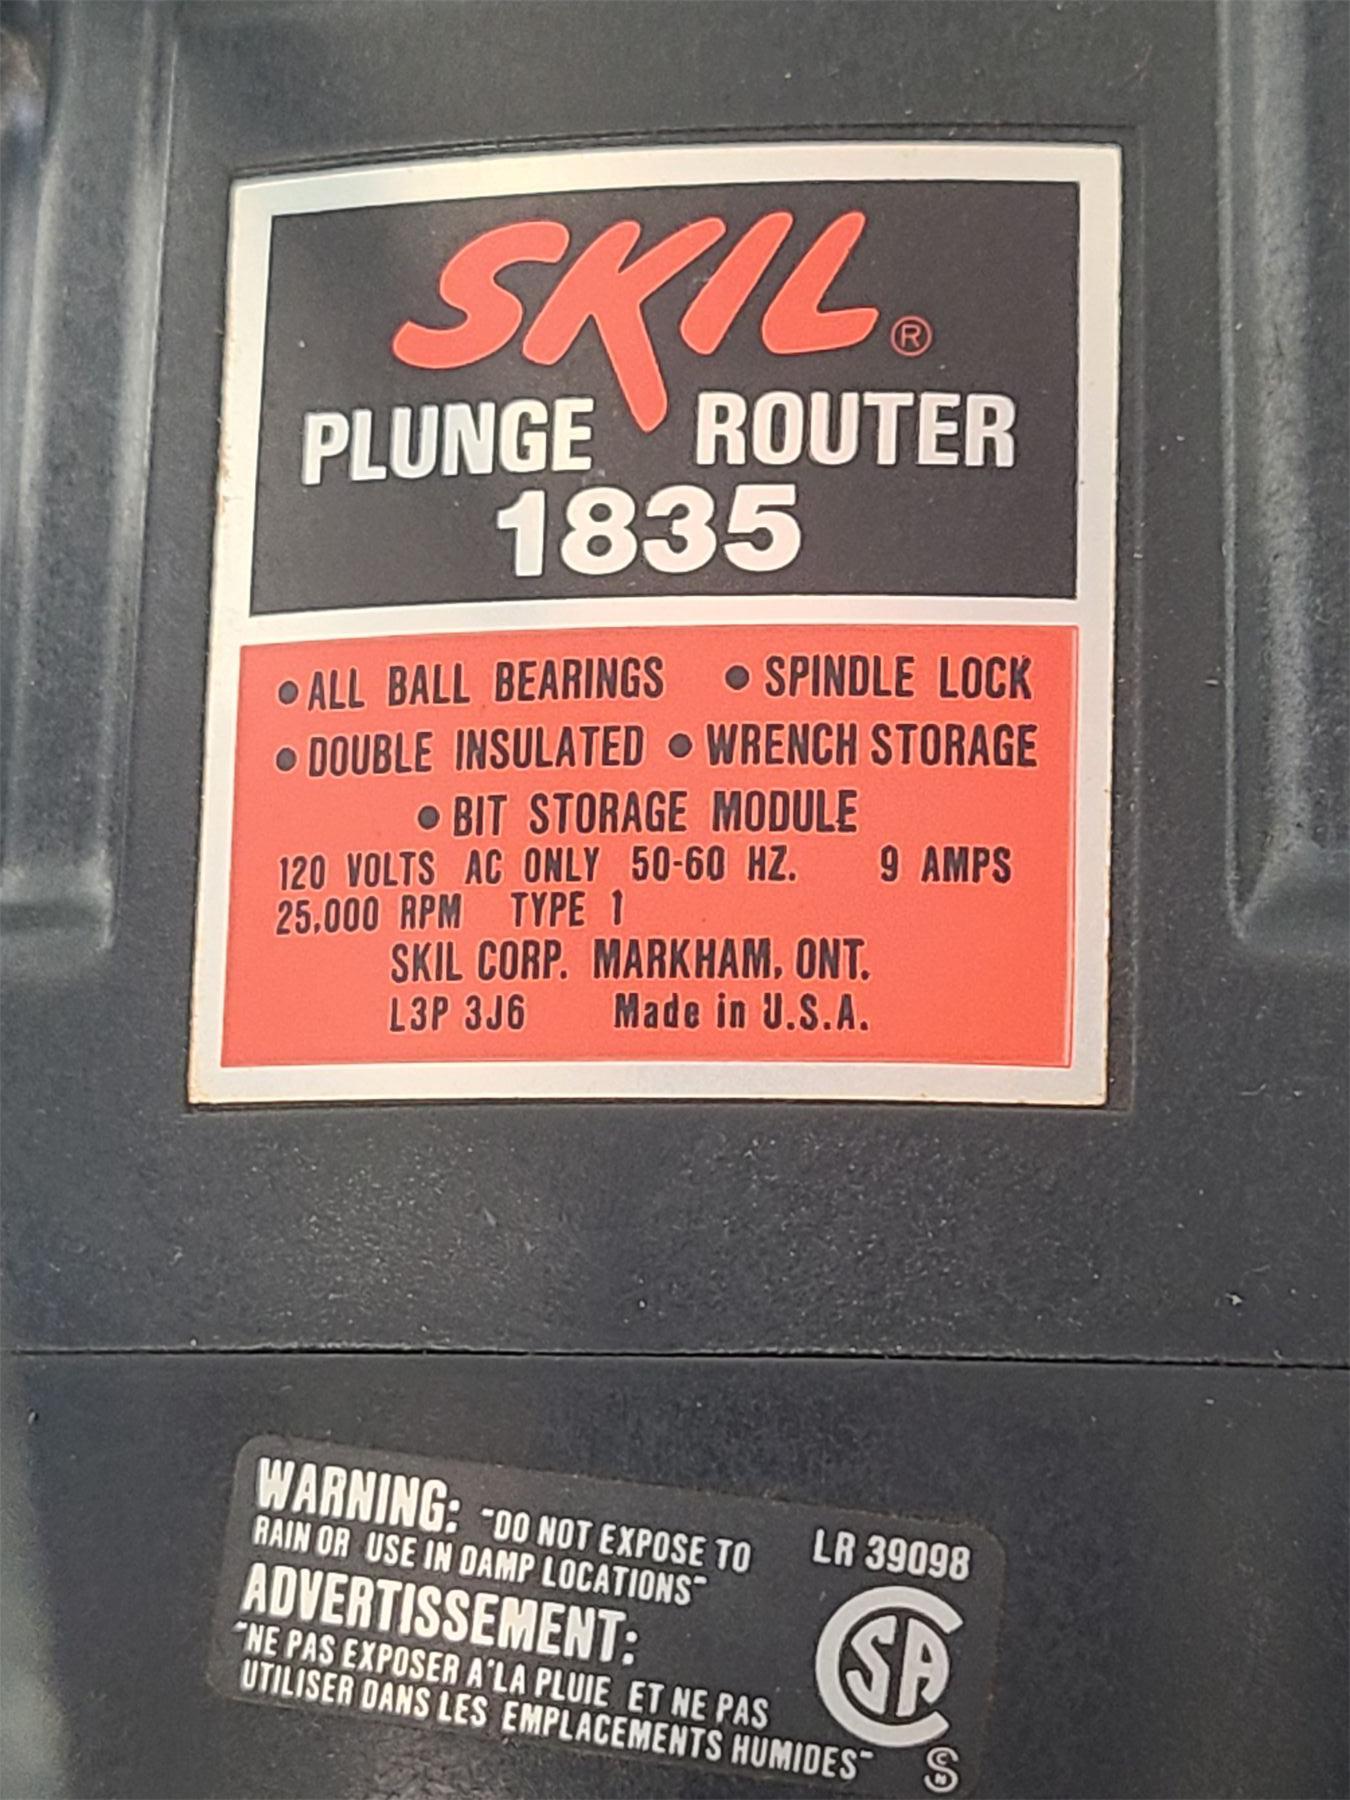 SKIL®
PLUNGE ROUTER
1835
• ALL BALL BEARINGS • SPINDLE LOCK
• DOUBLE INSULATED • WRENCH STORAGE
• BIT STORAGE MODULE
120 VOLTS AC ONLY 50-60 HZ. 9 AMPS
25,000 RPM TYPE 1
SKIL CORP. MARKHAM, ONT.
L3P 3J6 Made in U.S.A.
WARNING: "DO NOT EXPOSE TO
RAIN OR USE IN DAMP LOCATIONS"
ADVERTISSEMENT:
"NE PAS EXPOSER A'LA PLUIE ET NE PAS
UTILISER DANS LES EMPLACEMENTS HUMIDES"
LR 39098
CSA